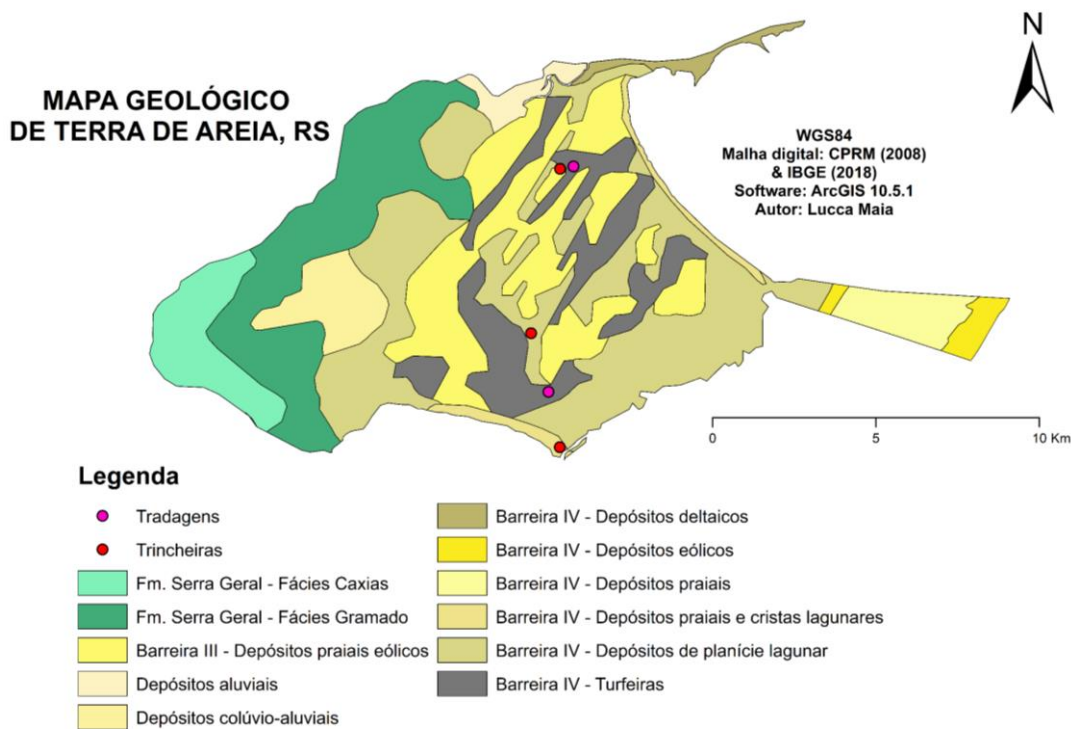 MAPA GEOLÓGICO
DE TERRA DE AREIA, RS
N
WGS84
Malha digital: CPRM (2008)
& IBGE (2018)
Software: ArcGIS 10.5.1
Autor: Lucca Maia
0 5 10 Km
Legenda
Tradagens
Trincheiras
Fm. Serra Geral - Fácies Caxias
Fm. Serra Geral - Fácies Gramado
Barreira III - Depósitos praiais eólicos
Depósitos aluviais
Depósitos colúvio-aluviais
Barreira IV - Depósitos deltaicos
Barreira IV - Depósitos eólicos
Barreira IV - Depósitos praiais
Barreira IV - Depósitos praiais e cristas lagunares
Barreira IV - Depósitos de planície lagunar
Barreira IV - Turfeiras